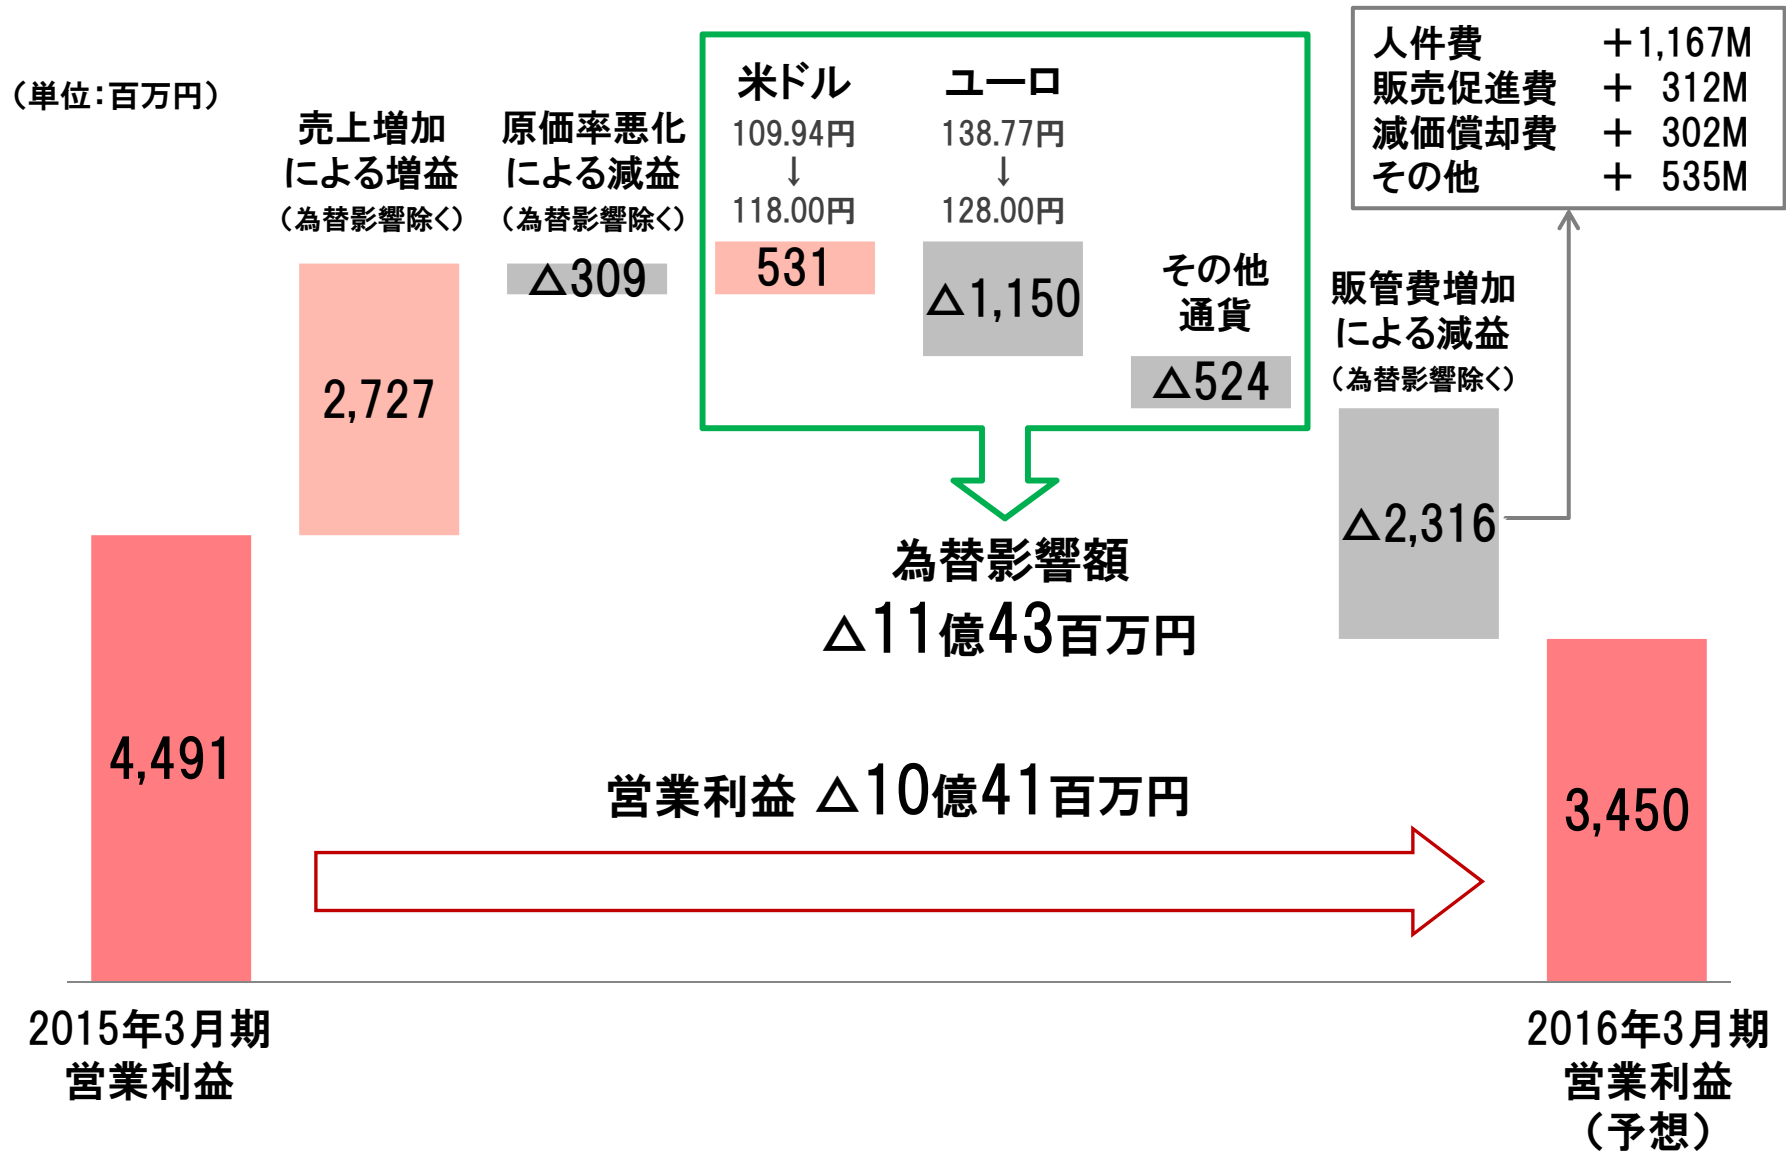 （単位：百万円）
売上増加
による増益
（為替影響除く）
2,727
原価率悪化
による減益
（為替影響除く）
△309
米ドル
109.94円
↓
118.00円
531
ユーロ
138.77円
↓
128.00円
△1,150
その他
通貨
△524
為替影響額
△11億43百万円
人件費 ＋1,167M
販売促進費 ＋ 312M
減価償却費 ＋ 302M
その他 ＋ 535M
販管費増加
による減益
（為替影響除く）
△2,316
4,491
営業利益 △10億41百万円
3,450
2015年3月期
営業利益
2016年3月期
営業利益
（予想）